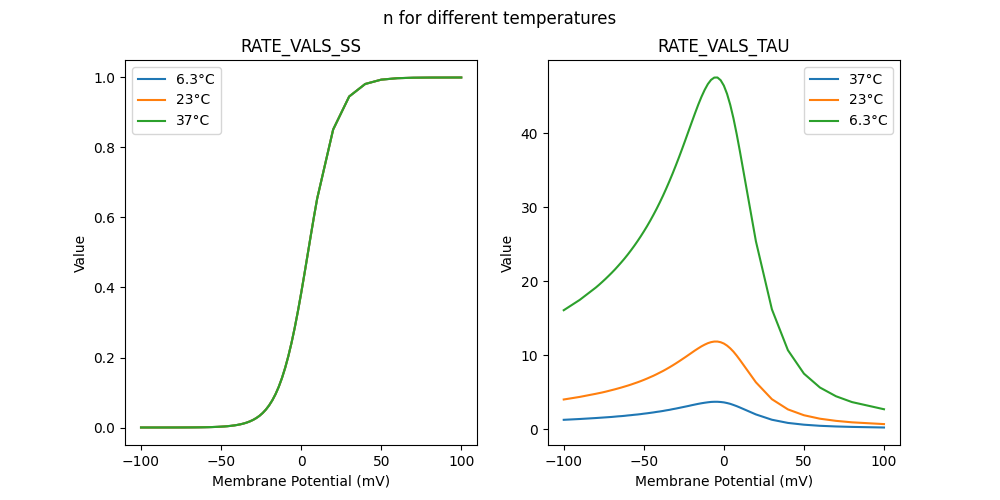 n for different temperatures
RATE_VALS_SS
Value
1.0
0.8
0.6
0.4
0.2
0.0
6.3°C
23°C
37°C
−100
−50
0
50
100
Membrane Potential (mV)
RATE_VALS_TAU
Value
40
30
20
10
0
37°C
23°C
6.3°C
−100
−50
0
50
100
Membrane Potential (mV)